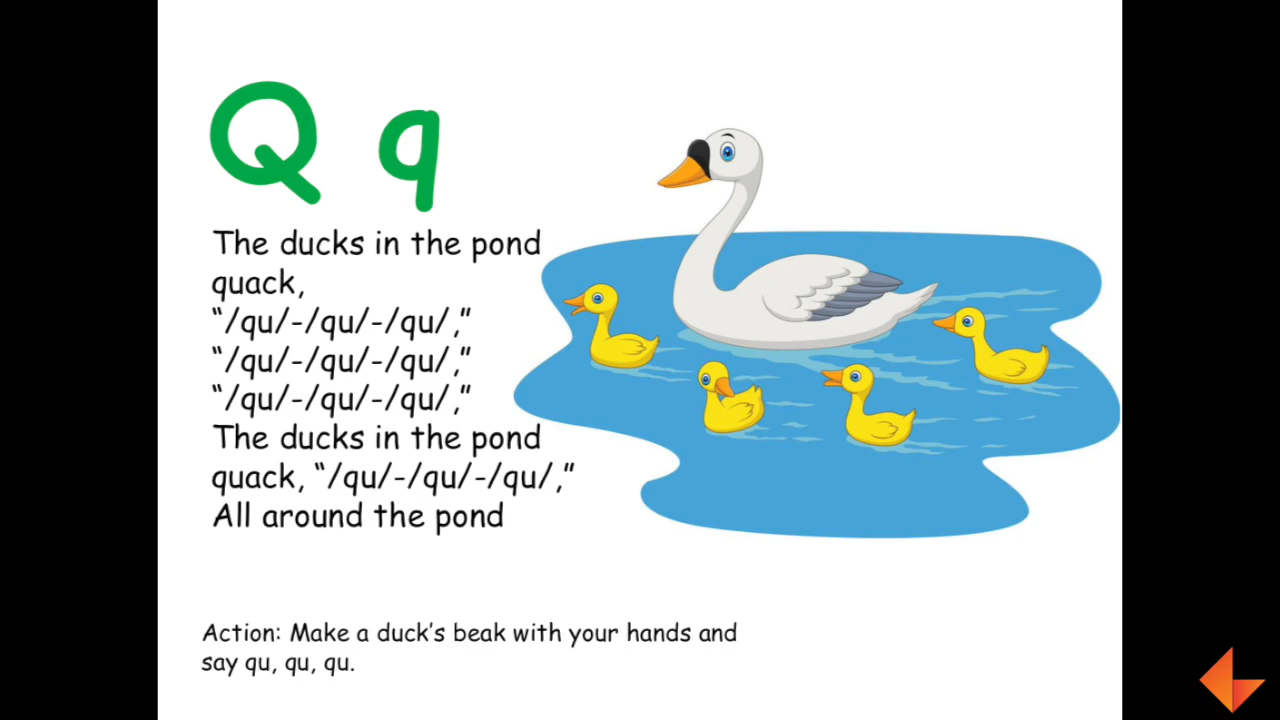 Q q
The ducks in the pond
quack,
“/qu/-/qu/-/qu/,”
“/qu/-/qu/-/qu/,”
“/qu/-/qu/-/qu/,”
The ducks in the pond
quack, “/qu/-/qu/-/qu/,”
All around the pond
Action: Make a duck’s beak with your hands and
say qu, qu, qu.